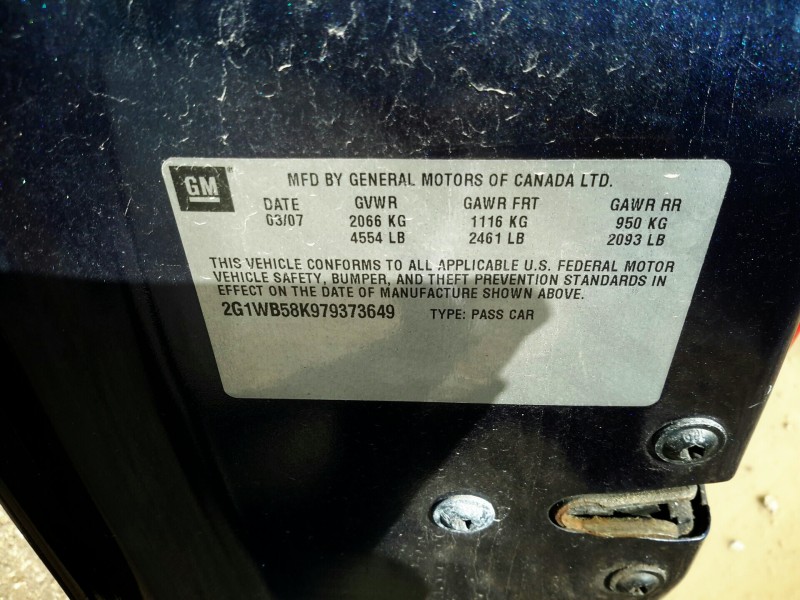 GM
MFD BY GENERAL MOTORS OF CANADA LTD.
DATE GVWR GAWR FRT GAWR RR
03/07 2066 KG 1116 KG 950 KG
4554 LB 2461 LB 2093 LB
THIS VEHICLE CONFORMS TO ALL APPLICABLE U.S. FEDERAL MOTOR
VEHICLE SAFETY, BUMPER, AND THEFT PREVENTION STANDARDS IN
EFFECT ON THE DATE OF MANUFACTURE SHOWN ABOVE.
2G1WB58K979373649 TYPE: PASS CAR